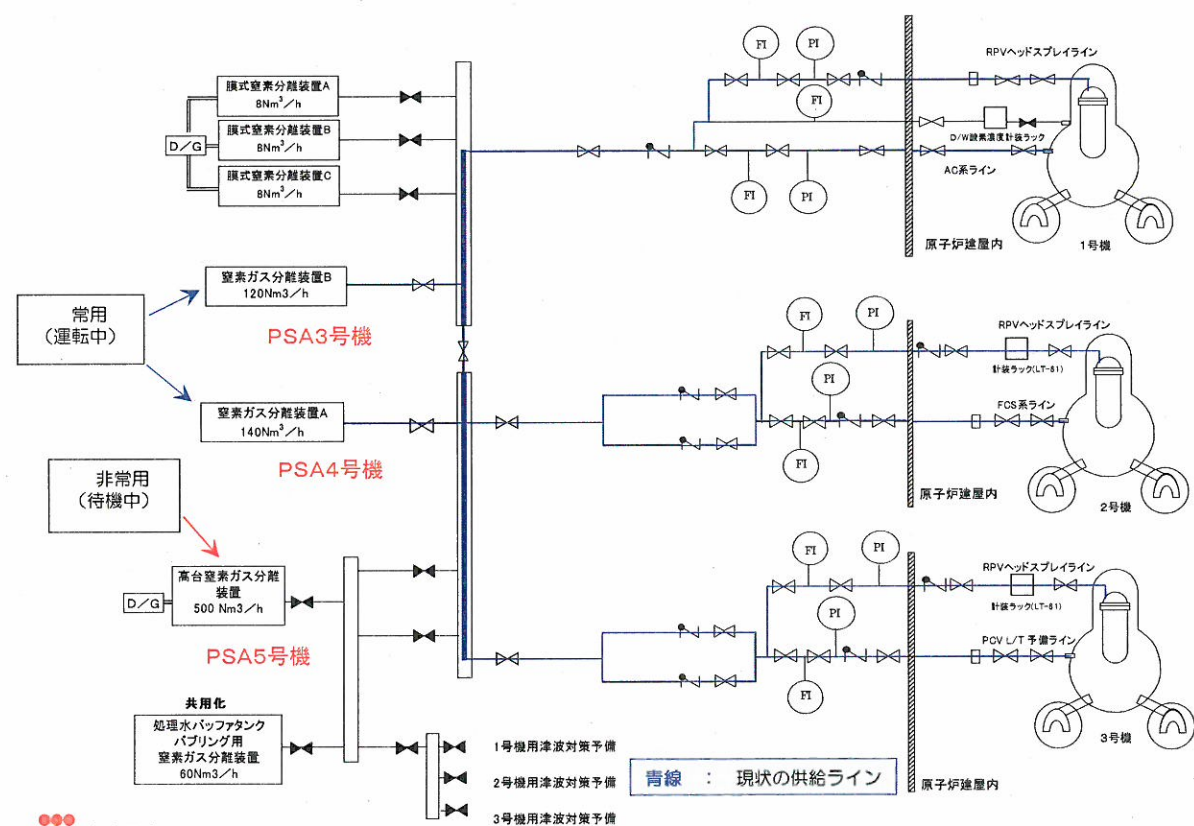 膜式窒素分離装置A
8Nm³/h
膜式窒素分離装置B
8Nm³/h
膜式窒素分離装置C
8Nm³/h
D/G
窒素ガス分離装置B
120Nm3/h
PSA3号機
常用
(運転中)
窒素ガス分離装置A
140Nm³/h
PSA4号機
非常用
(待機中)
高台窒素ガス分離
装置
500 Nm3/h
D/G
PSA5号機
共用化
処理水バッファタンク
バブリング用
窒素ガス分離装置
60Nm3/h
1号機用津波対策予備
2号機用津波対策予備
3号機用津波対策予備
青線 : 現状の供給ライン
FI
PI
FI
FI
PI
RPVヘッドスプレイライン
D/W酸素濃度計装ラック
AC系ライン
原子炉建屋内
1号機
FI
PI
PI
FI
RPVヘッドスプレイライン
計装ラック(LT-81)
FCS系ライン
原子炉建屋内
2号機
FI
PI
PI
FI
RPVヘッドスプレイライン
計装ラック(LT-81)
PCV L/T 予備ライン
3号機
原子炉建屋内